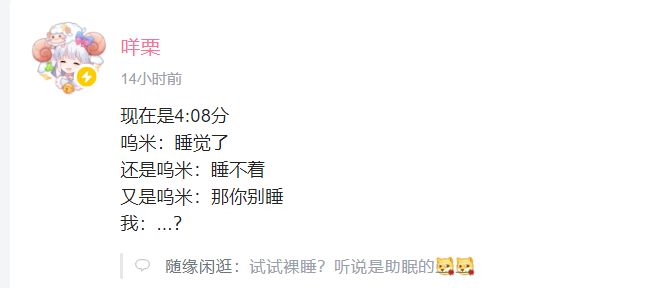 咩栗
14小时前
现在是4:08分
呜米：睡觉了
还是呜米：睡不着
又是呜米：那你别睡
我：...？
随缘闲逛：试试裸睡？听说是助眠的